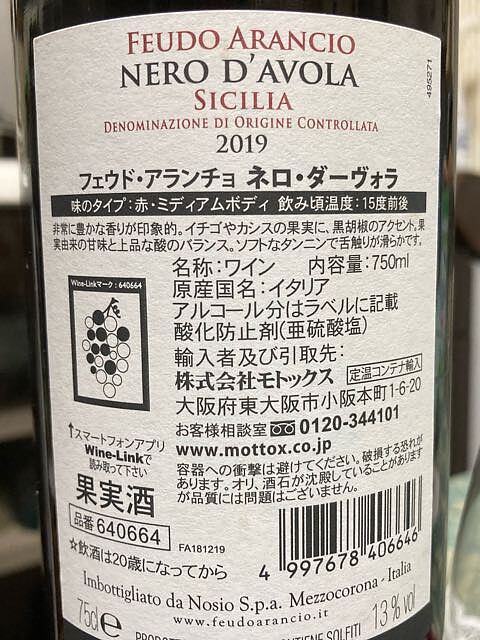 FEUDO ARANCIO
NERO D'AVOLA
SICILIA
DENOMINAZIONE DI ORIGINE CONTROLLATA
2019
495271
フェウド・アランチョ ネロ・ダーヴォラ
味のタイプ:赤・ミディアムボディ 飲み頃温度:15度前後
非常に豊かな香りが印象的。イチゴやカシスの果実に、黒胡椒のアクセント。果
実由来の甘味と上品な酸のバランス。ソフトなタンニンで舌触りが滑らかです。
名称:ワイン 内容量:750ml
原産国名:イタリア
アルコール分はラベルに記載
酸化防止剤(亜硫酸塩)
輸入者及び引取先:
株式会社モトックス 定温コンテナ輸入
大阪府東大阪市小阪本町1-6-20
お客様相談室 0120-344101
www.mottox.co.jp
容器への衝撃は避けてください。破損する恐れが
あります。オリ、酒石が沈殿していることがあります
が品質には問題はございません。
Wine-Linkマーク:640664
↑スマートフォンアプリ
Wine-Linkで
読み取って下さい
果実酒
品番 640664
FA181219
☆飲酒は20歳になってから
4 997678 406646
Imbottigliato da Nosio S.p.a. Mezzocorona - Italia
www.feudoarancio.it
75cl e
13% vol